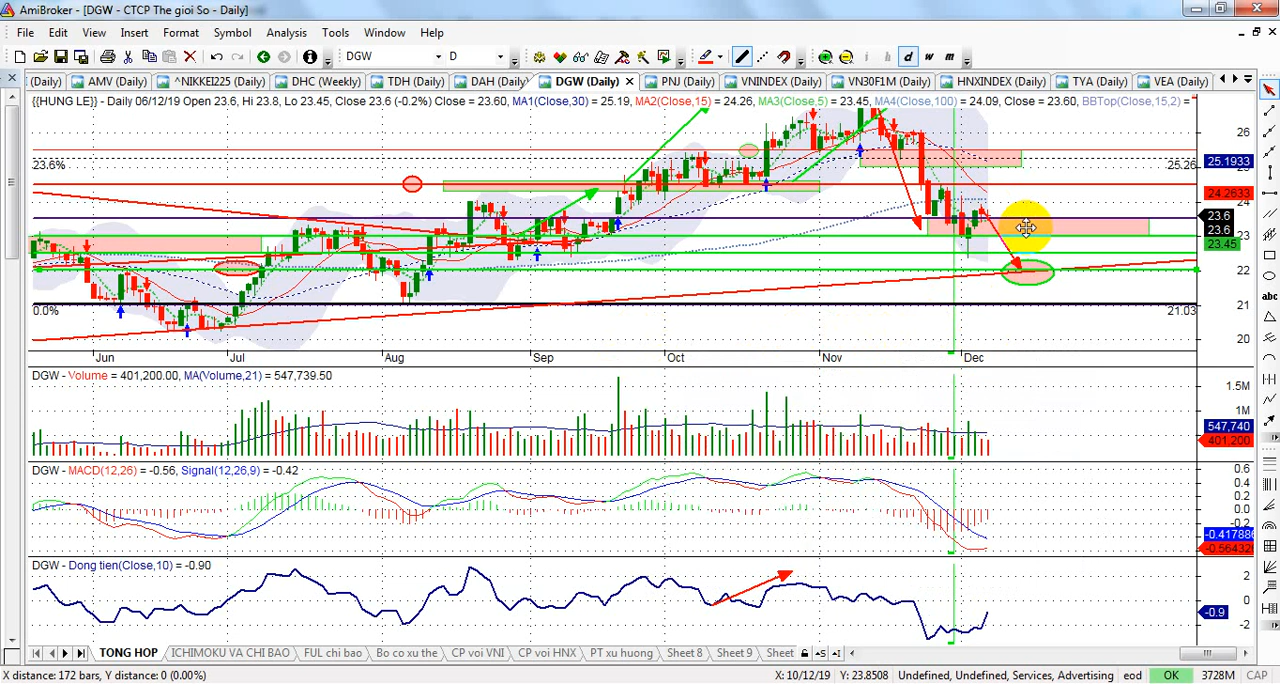 AmiBroker - [DGW - CTCP The gioi So - Daily]
File Edit View Insert Format Symbol Analysis Tools Window Help
DGW D i h d w m
(Daily) AMV (Daily) ^NIKKEI225 (Daily) DHC (Weekly) TDH (Daily) DAH (Daily) DGW (Daily) PNJ (Daily) VNINDEX (Daily) VN30F1M (Daily) HNXINDEX (Daily) TYA (Daily) VEA (Daily)
{{HUNG LE}} - Daily 06/12/19 Open 23.6, Hi 23.8, Lo 23.45, Close 23.6 (-0.2%) Close = 23.60, MA1(Close,30) = 25.19, MA2(Close,15) = 24.26, MA3(Close,5) = 23.45, MA4(Close,100) = 24.09, Close = 23.60, BBTop(Close,15,2) =
26
23.6% 25.26 25.1933
24.2633
24
23.6
23.6
23.45
23
22
0.0% 21.03 21
20
Jun Jul Aug Sep Oct Nov Dec
DGW - Volume = 401,200.00, MA(Volume,21) = 547,739.50
1.5M
1M
547,740
401,200
DGW - MACD(12,26) = -0.56, Signal(12,26,9) = -0.42
0.6
0.4
0.2
0.0
-0.2
-0.417886
-0.564326
DGW - Dong tien(Close,10) = -0.90
2
0
-0.9
-2
TONG HOP ICHIMOKU VA CHI BAO FUL chi bao Bo co xu the CP voi VNI CP voi HNX PT xu huong Sheet 8 Sheet 9 Sheet
X distance: 172 bars, Y distance: 0 (0.00%) X: 10/12/19 Y: 23.8508 Undefined, Undefined, Services, Advertising eod OK 3728M CAP
abc